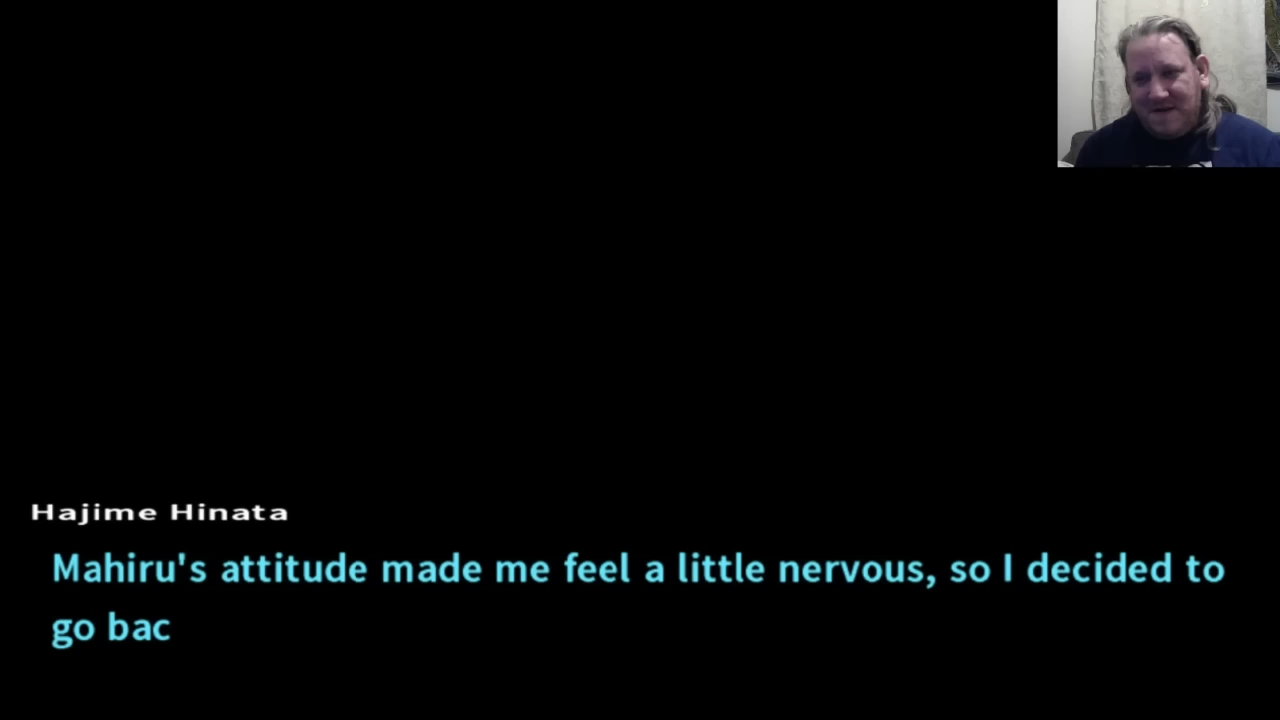 Hajime Hinata
Mahiru's attitude made me feel a little nervous, so I decided to
go bac